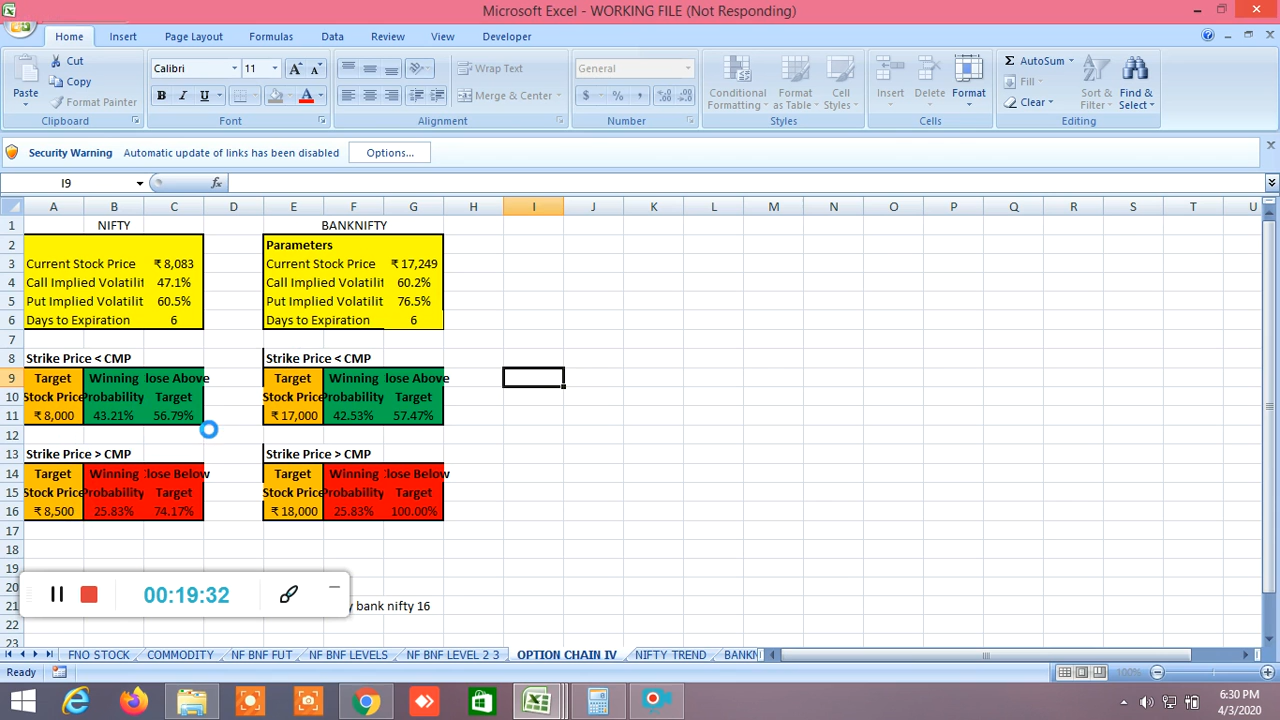 Microsoft Excel - WORKING FILE (Not Responding)
Home Insert Page Layout Formulas Data Review View Developer
Paste Cut Copy Format Painter Clipboard
Calibri 11 B I U A A A Font
Wrap Text Merge & Center Alignment
General $ % , Number
Conditional Formatting Format as Table Cell Styles Styles
Insert Delete Format Cells
Σ AutoSum Fill Clear Sort & Filter Find & Select Editing
Security Warning Automatic update of links has been disabled Options...
I9 fx
A B C D E F G H I J K L M N O P Q R S T U
1 NIFTY BANKNIFTY
2 Parameters
3 Current Stock Price ₹ 8,083 Current Stock Price ₹ 17,249
4 Call Implied Volatilit 47.1% Call Implied Volatilit 60.2%
5 Put Implied Volatilit 60.5% Put Implied Volatilit 76.5%
6 Days to Expiration 6 Days to Expiration 6
7
8 Strike Price < CMP Strike Price < CMP
9 Target Winning lose Above Target Winning lose Above
10 Stock Price Probability Target Stock Price Probability Target
11 ₹ 8,000 43.21% 56.79% ₹ 17,000 42.53% 57.47%
12
13 Strike Price > CMP Strike Price > CMP
14 Target Winning lose Below Target Winning lose Below
15 Stock Price Probability Target Stock Price Probability Target
16 ₹ 8,500 25.83% 74.17% ₹ 18,000 25.83% 100.00%
17
18
19
20
00:19:32
21 y bank nifty 16
22
23
FNO STOCK COMMODITY NF BNF FUT NF BNF LEVELS NF BNF LEVEL 2 3 OPTION CHAIN IV NIFTY TREND BANKN
Ready 100%
6:30 PM
4/3/2020